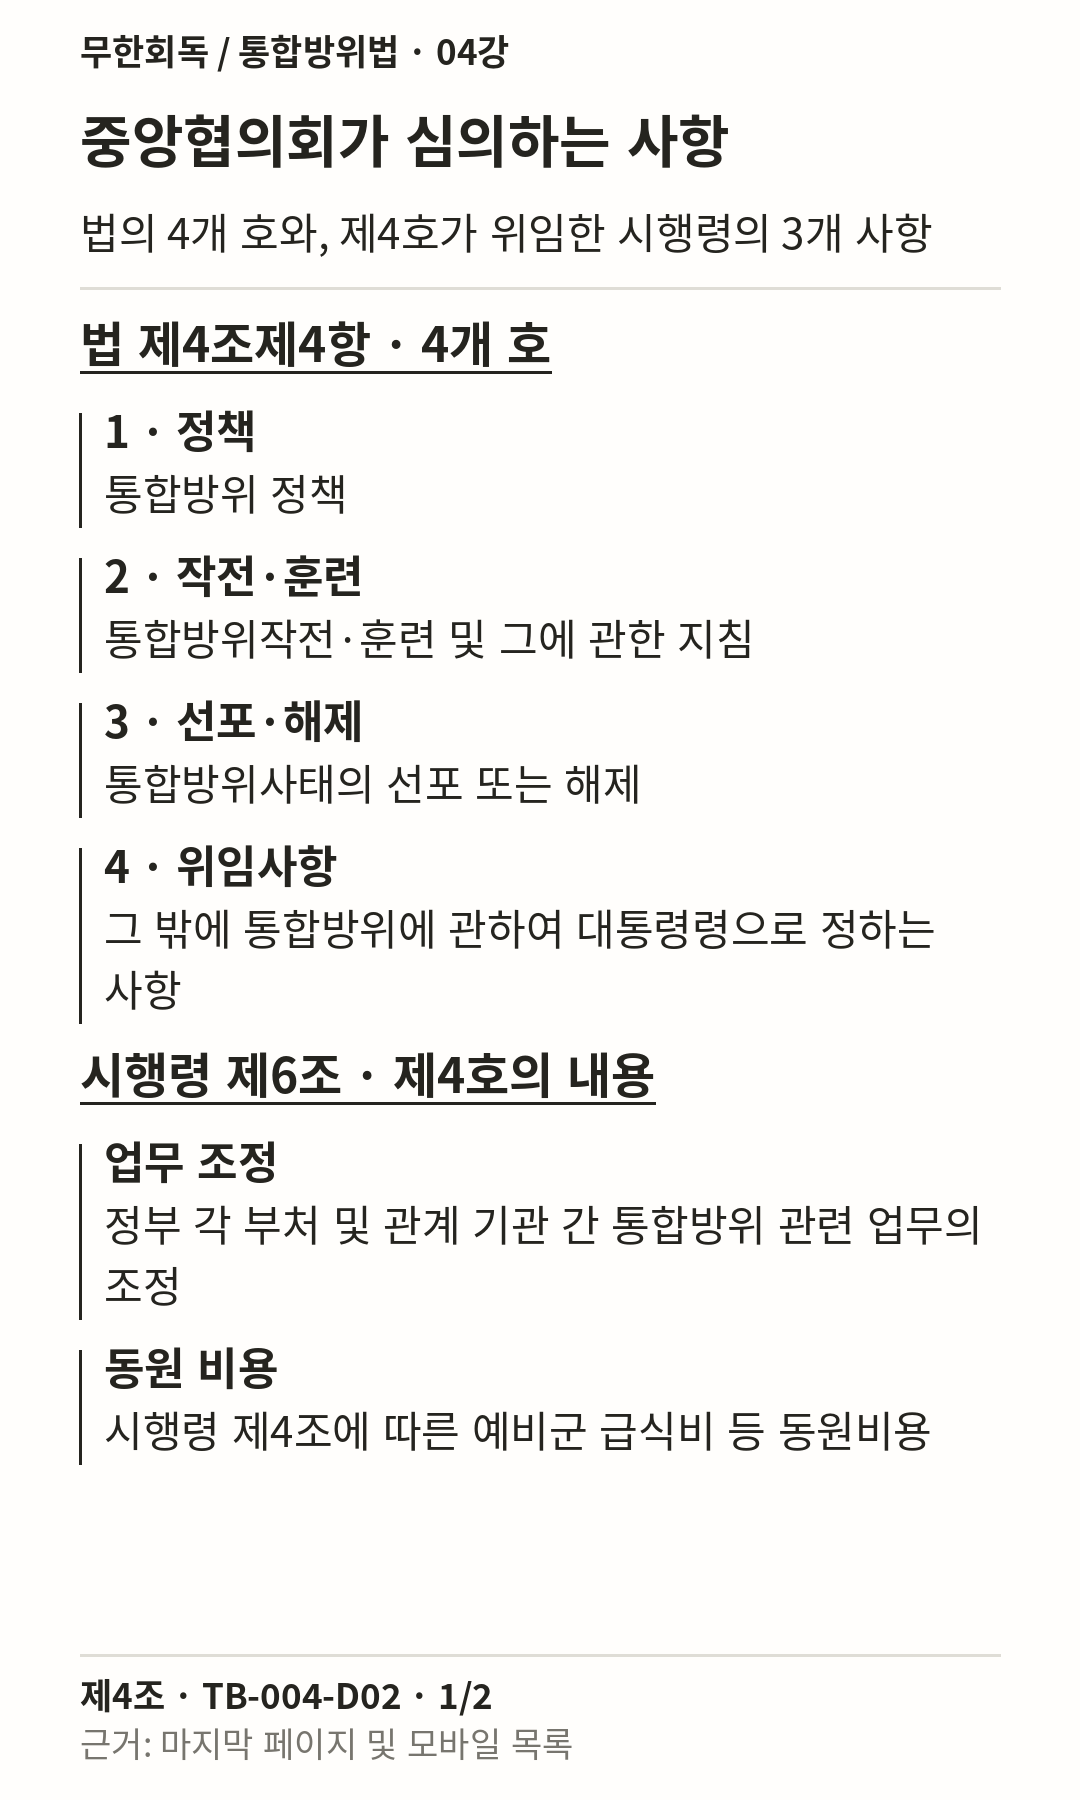 무한회독 / 통합방위법 · 04강
중앙협의회가 심의하는 사항
법의 4개 호와, 제4호가 위임한 시행령의 3개 사항
법 제4조제4항 · 4개 호
1 · 정책
통합방위 정책
2 · 작전·훈련
통합방위작전·훈련 및 그에 관한 지침
3 · 선포·해제
통합방위사태의 선포 또는 해제
4 · 위임사항
그 밖에 통합방위에 관하여 대통령령으로 정하는
사항
시행령 제6조 · 제4호의 내용
업무 조정
정부 각 부처 및 관계 기관 간 통합방위 관련 업무의
조정
동원 비용
시행령 제4조에 따른 예비군 급식비 등 동원비용
제4조 · TB-004-D02 · 1/2
근거: 마지막 페이지 및 모바일 목록